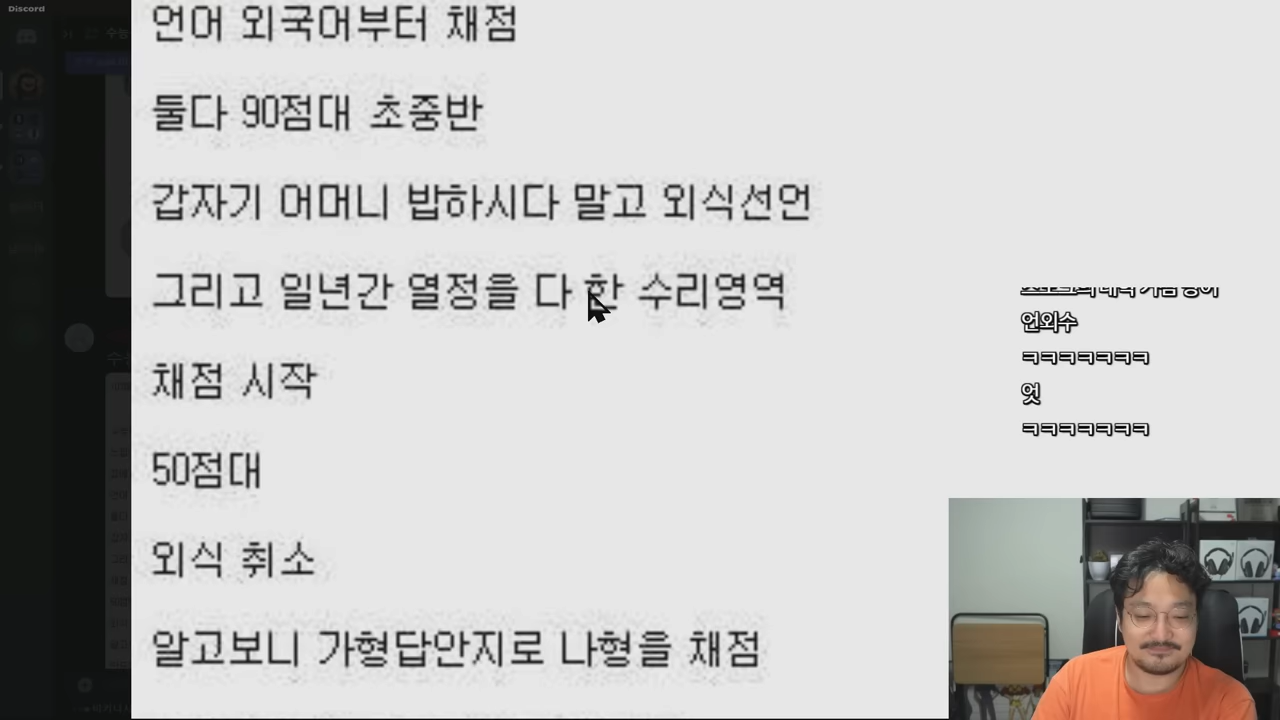 Discord
언어 외국어부터 채점
둘다 90점대 초중반
갑자기 어머니 밥하시다 말고 외식선언
그리고 일년간 열정을 다 한 수리영역
채점 시작
50점대
외식 취소
알고보니 가형답안지로 나형을 채점
언외수
ㅋㅋㅋㅋㅋㅋㅋ
엇
ㅋㅋㅋㅋㅋㅋㅋ